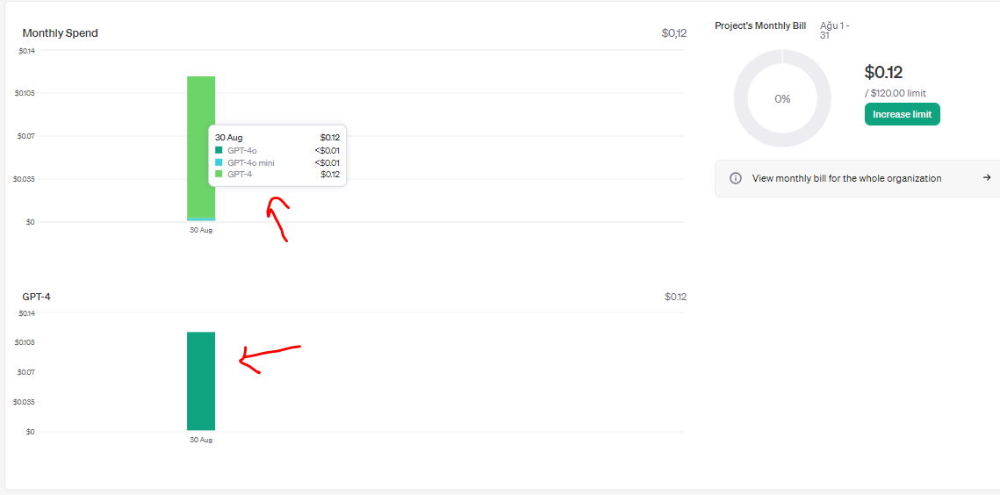 Monthly Spend $0,12
$0.14
$0.105
$0.07
$0.035
$0
30 Aug $0.12
GPT-4o <$0.01
GPT-4o mini <$0.01
GPT-4 $0.12
30 Aug
GPT-4 $0.12
$0.14
$0.105
$0.07
$0.035
$0
30 Aug
Project's Monthly Bill
Ağu 1 -
31
0%
$0.12
/ $120.00 limit
Increase limit
View monthly bill for the whole organization